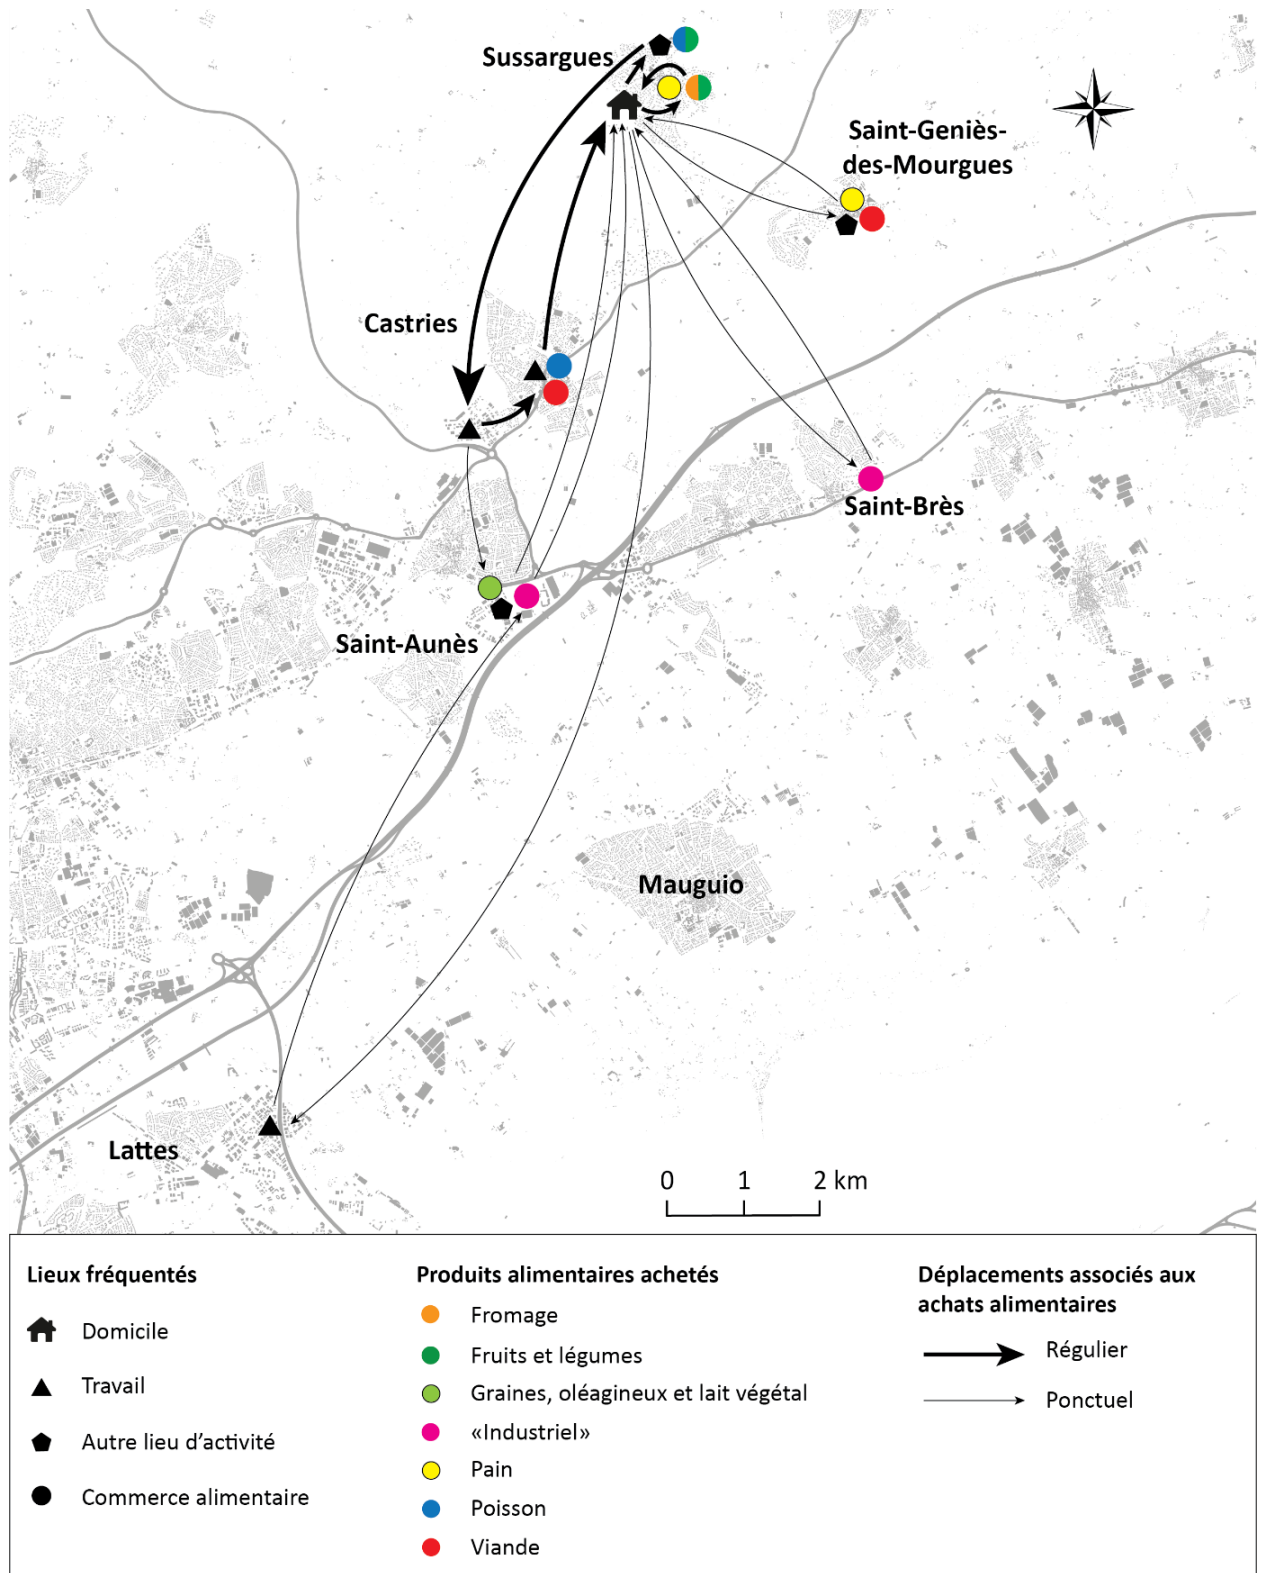 Sussargues
Saint-Geniès-
des-Mourgues
Castries
Saint-Brès
Saint-Aunès
Mauguio
Lattes
0 1 2 km
Lieux fréquentés
Domicile
Travail
Autre lieu d'activité
Commerce alimentaire
Produits alimentaires achetés
Fromage
Fruits et légumes
Graines, oléagineux et lait végétal
«Industriel»
Pain
Poisson
Viande
Déplacements associés aux
achats alimentaires
Régulier
Ponctuel